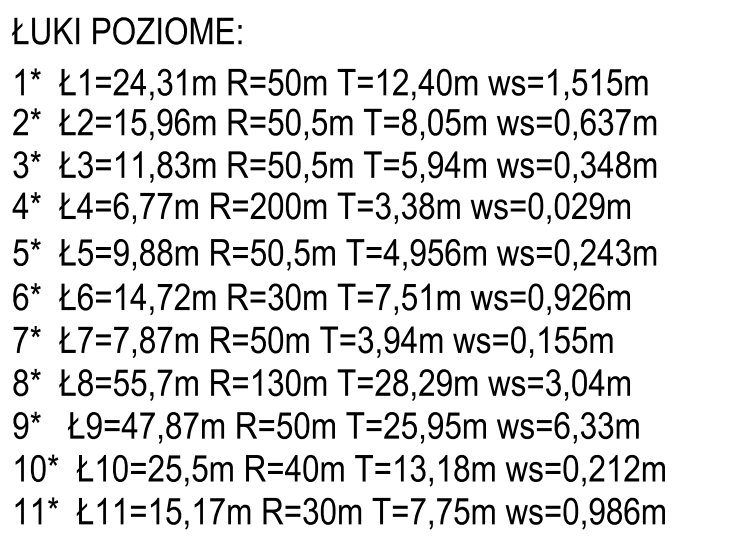 ŁUKI POZIOME:
1* Ł1=24,31m R=50m T=12,40m ws=1,515m
2* Ł2=15,96m R=50,5m T=8,05m ws=0,637m
3* Ł3=11,83m R=50,5m T=5,94m ws=0,348m
4* Ł4=6,77m R=200m T=3,38m ws=0,029m
5* Ł5=9,88m R=50,5m T=4,956m ws=0,243m
6* Ł6=14,72m R=30m T=7,51m ws=0,926m
7* Ł7=7,87m R=50m T=3,94m ws=0,155m
8* Ł8=55,7m R=130m T=28,29m ws=3,04m
9* Ł9=47,87m R=50m T=25,95m ws=6,33m
10* Ł10=25,5m R=40m T=13,18m ws=0,212m
11* Ł11=15,17m R=30m T=7,75m ws=0,986m